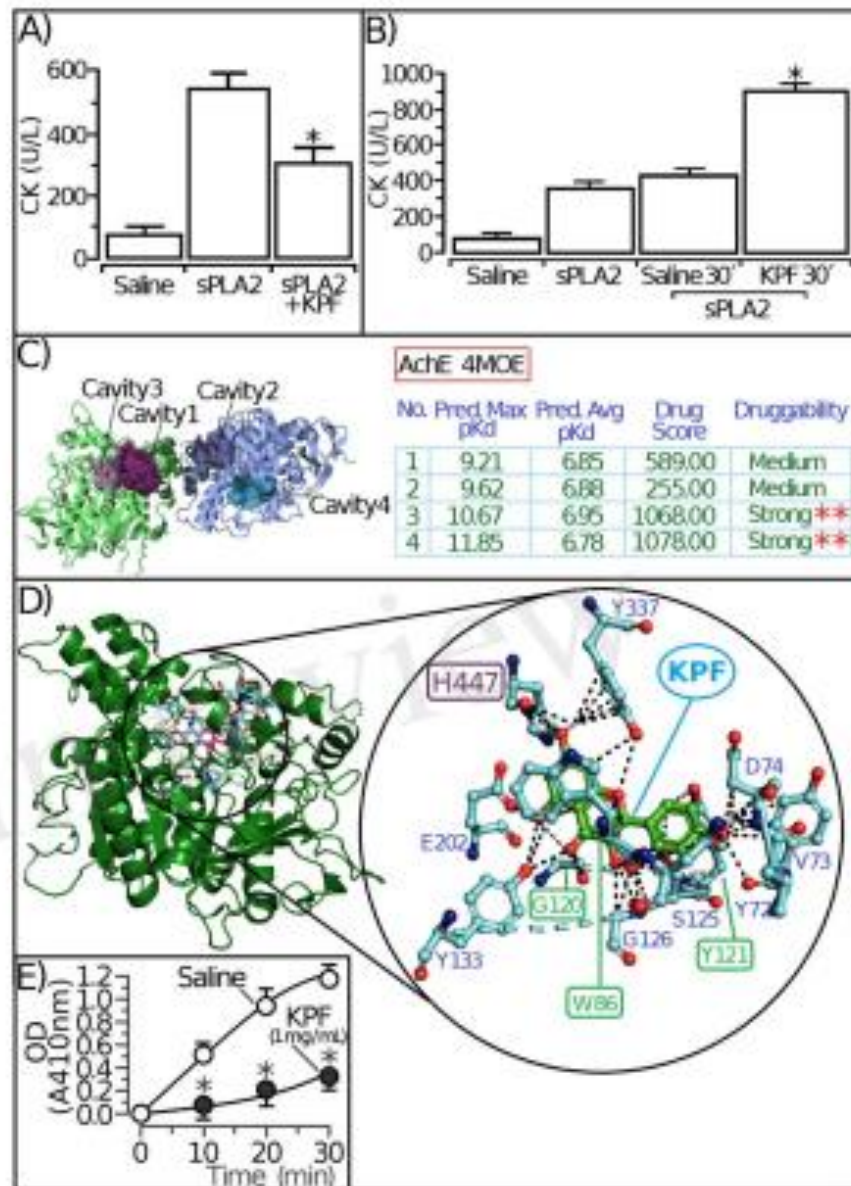 A)
600
400
200
0
CK (U/L)
*
Saline
sPLA2
sPLA2
+KPF
B)
1000
800
600
400
200
0
CK (U/L)
*
Saline
sPLA2
Saline30′
KPF30′
sPLA2
C)
Cavity3
Cavity1
Cavity2
Cavity4
AchE 4MOE
No. Pred. Max pKd Pred. Avg pKd Drug Score Druggability
1 9.21 6.85 589.00 Medium
2 9.62 6.88 255.00 Medium
3 10.67 6.95 1068.00 Strong**
4 11.85 6.78 1078.00 Strong**
D)
Y337
H447
KPF
D74
E202
V73
G120
S125
Y72
Y133
G126
Y121
W86
E)
1.2
1.0
0.8
0.6
0.4
0.2
0.0
OD
(A410nm)
Saline
KPF
(1mg/mL)
* * *
0 10 20 30
Time (min)